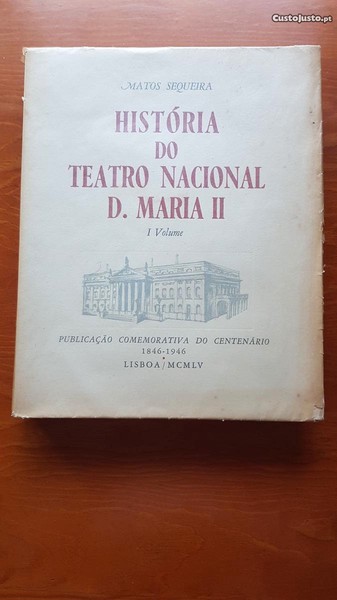 CustoJusto.pt
MATOS SEQUEIRA
HISTÓRIA
DO
TEATRO NACIONAL
D. MARIA II
I Volume
PUBLICAÇÃO COMEMORATIVA DO CENTENÁRIO
1846-1946
LISBOA/MCMLV